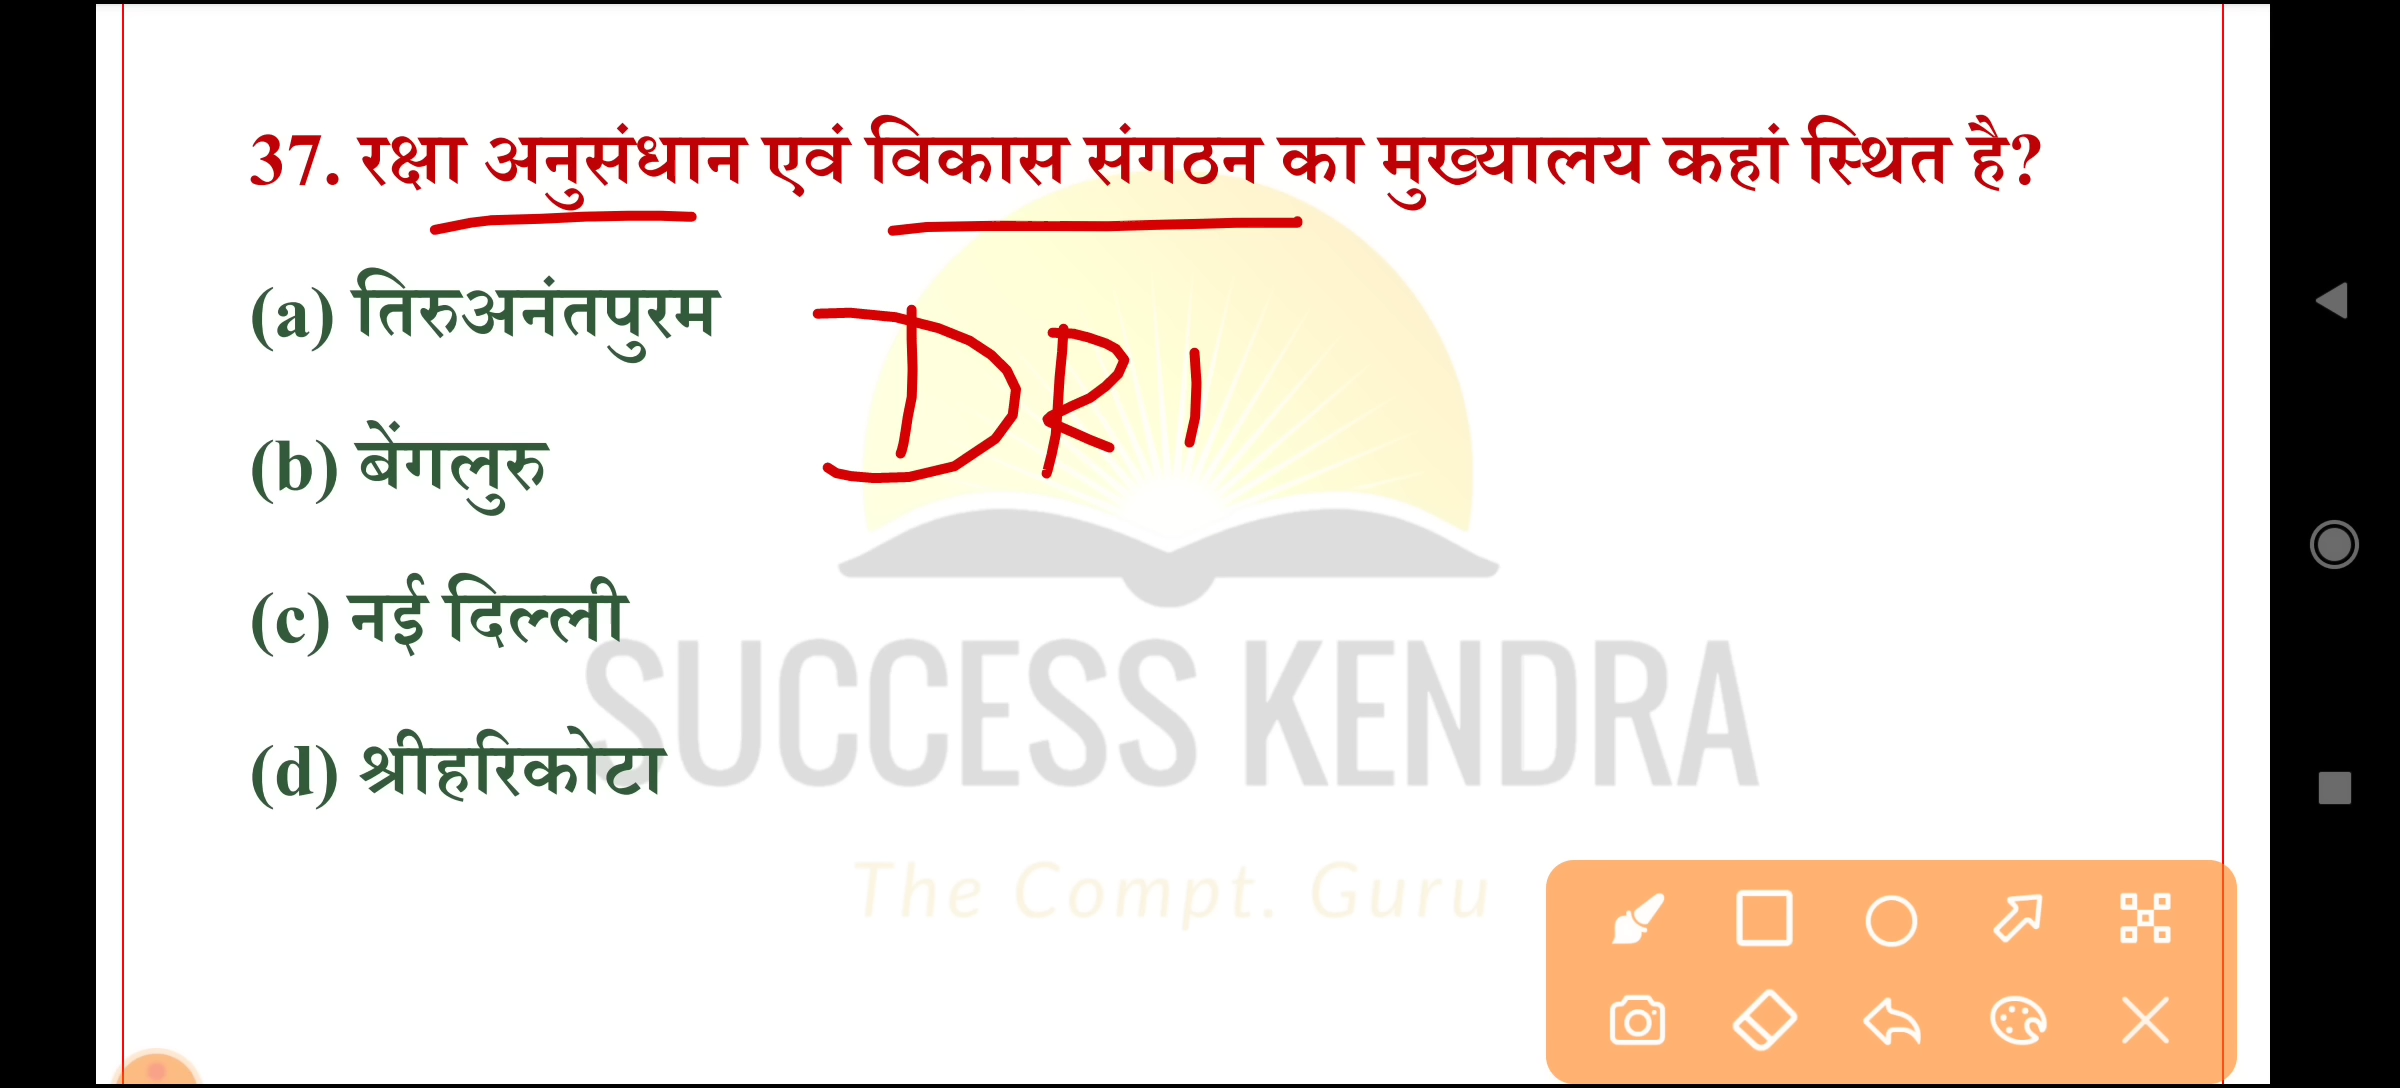 37. रक्षा अनुसंधान एवं विकास संगठन का मुख्यालय कहां स्थित है?
(a) तिरुअनंतपुरम
DRI
(b) बेंगलुरु
(c) नई दिल्ली
SUCCESS KENDRA
(d) श्रीहरिकोटा
The Compt. Guru